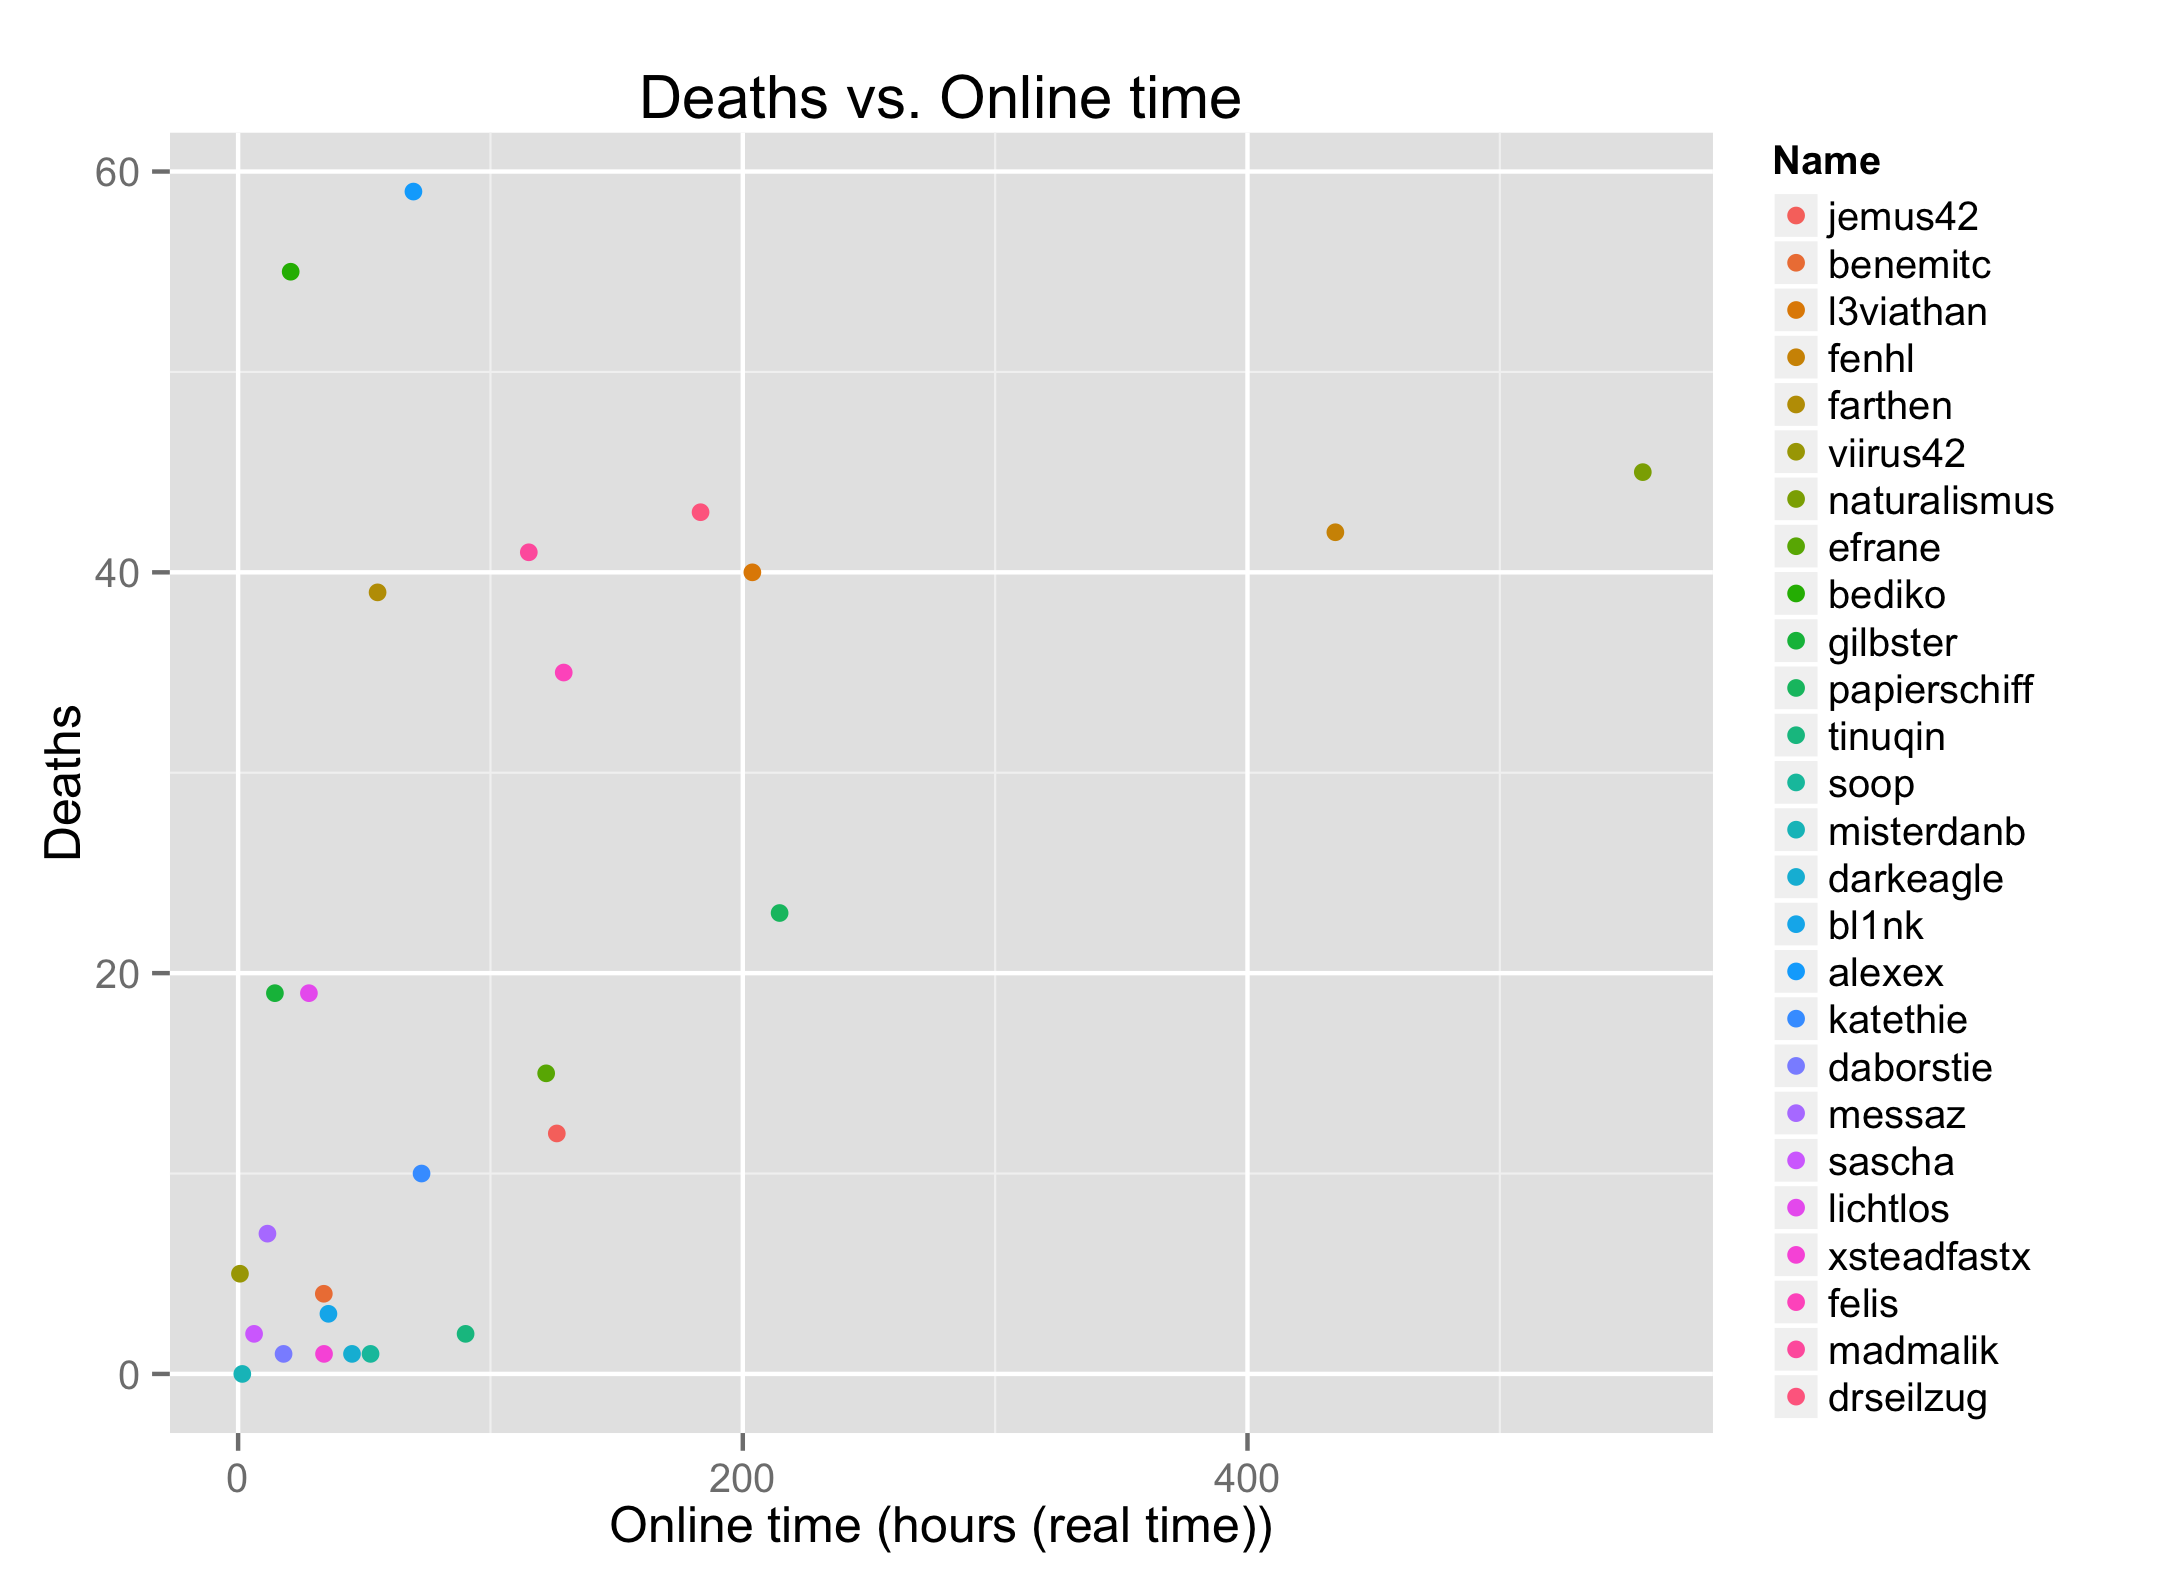 Deaths vs. Online time
60
40
20
0
Deaths
0 200 400
Online time (hours (real time))
Name
jemus42
benemitc
l3viathan
fenhl
farthen
viirus42
naturalismus
efrane
bediko
gilbster
papierschiff
tinuqin
soop
misterdanb
darkeagle
bl1nk
alexex
katethie
daborstie
messaz
sascha
lichtlos
xsteadfastx
felis
madmalik
drseilzug